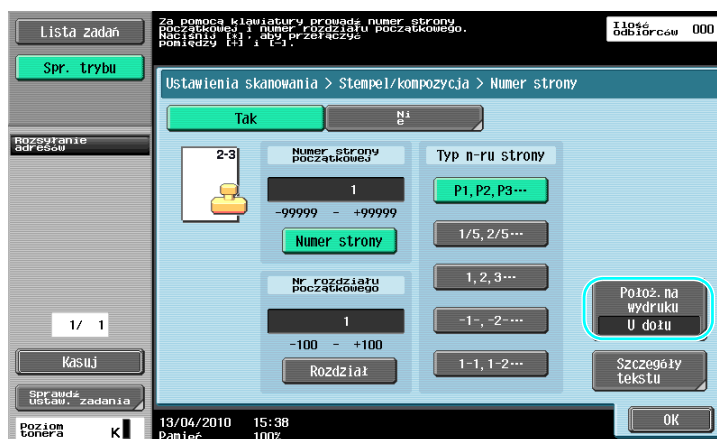 Lista zadań
Spr. trybu
Rozsyłanie
adresów
1/ 1
Kasuj
Sprawdź
ustaw. zadania
Poziom
tonera K
Za pomocą klawiatury prowadź numer strony
początkowej i numer rozdziału początkowego.
Naciśnij [*], aby przełączyć
pomiędzy [+] i [-].
Ilość
odbiorców 000
Ustawienia skanowania > Stempel/kompozycja > Numer strony
Tak
Ni
e
2-3
Numer strony
początkowej
1
-99999 - +99999
Numer strony
Nr rozdziału
początkowego
1
-100 - +100
Rozdział
Typ n-ru strony
P1,P2,P3···
1/5,2/5···
1,2,3···
-1-,-2-···
1-1,1-2···
Położ.na
wydruku
U dołu
Szczegóły
tekstu
13/04/2010 15:38
Pamięć 100%
OK